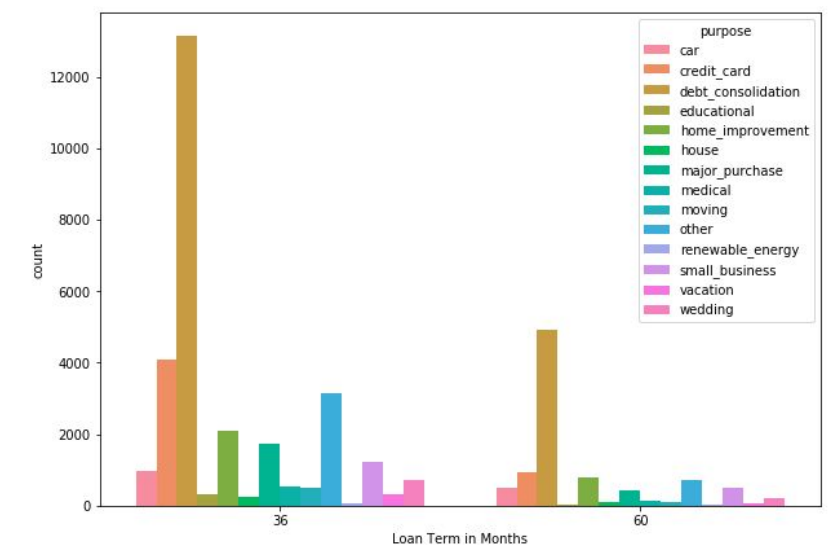 12000
10000
8000
6000
4000
2000
0
count
36
60
Loan Term in Months
purpose
car
credit_card
debt_consolidation
educational
home_improvement
house
major_purchase
medical
moving
other
renewable_energy
small_business
vacation
wedding